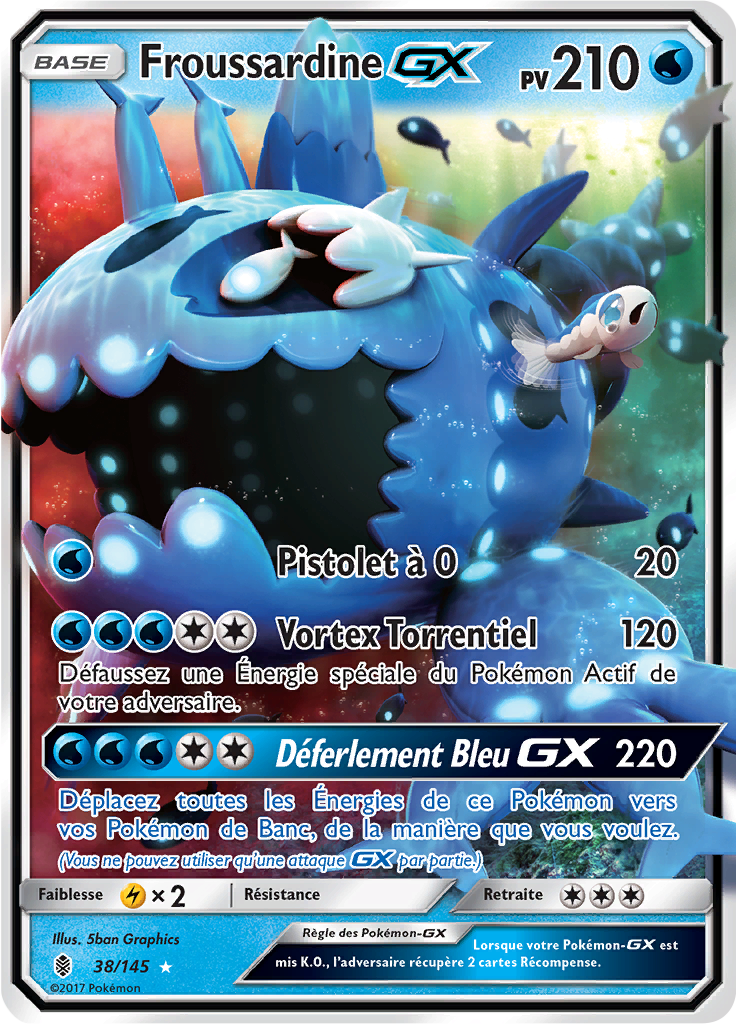 BASE Froussardine GX PV 210
Pistolet à O 20
Vortex Torrentiel 120
Défaussez une Énergie spéciale du Pokémon Actif de
votre adversaire.
Déferlement Bleu GX 220
Déplacez toutes les Énergies de ce Pokémon vers
vos Pokémon de Banc, de la manière que vous voulez.
(Vous ne pouvez utiliser qu'une attaque GX par partie.)
Faiblesse ×2 Résistance Retraite
Illus. 5ban Graphics
38/145
©2017 Pokémon
Règle des Pokémon-GX
Lorsque votre Pokémon-GX est
mis K.O., l'adversaire récupère 2 cartes Récompense.